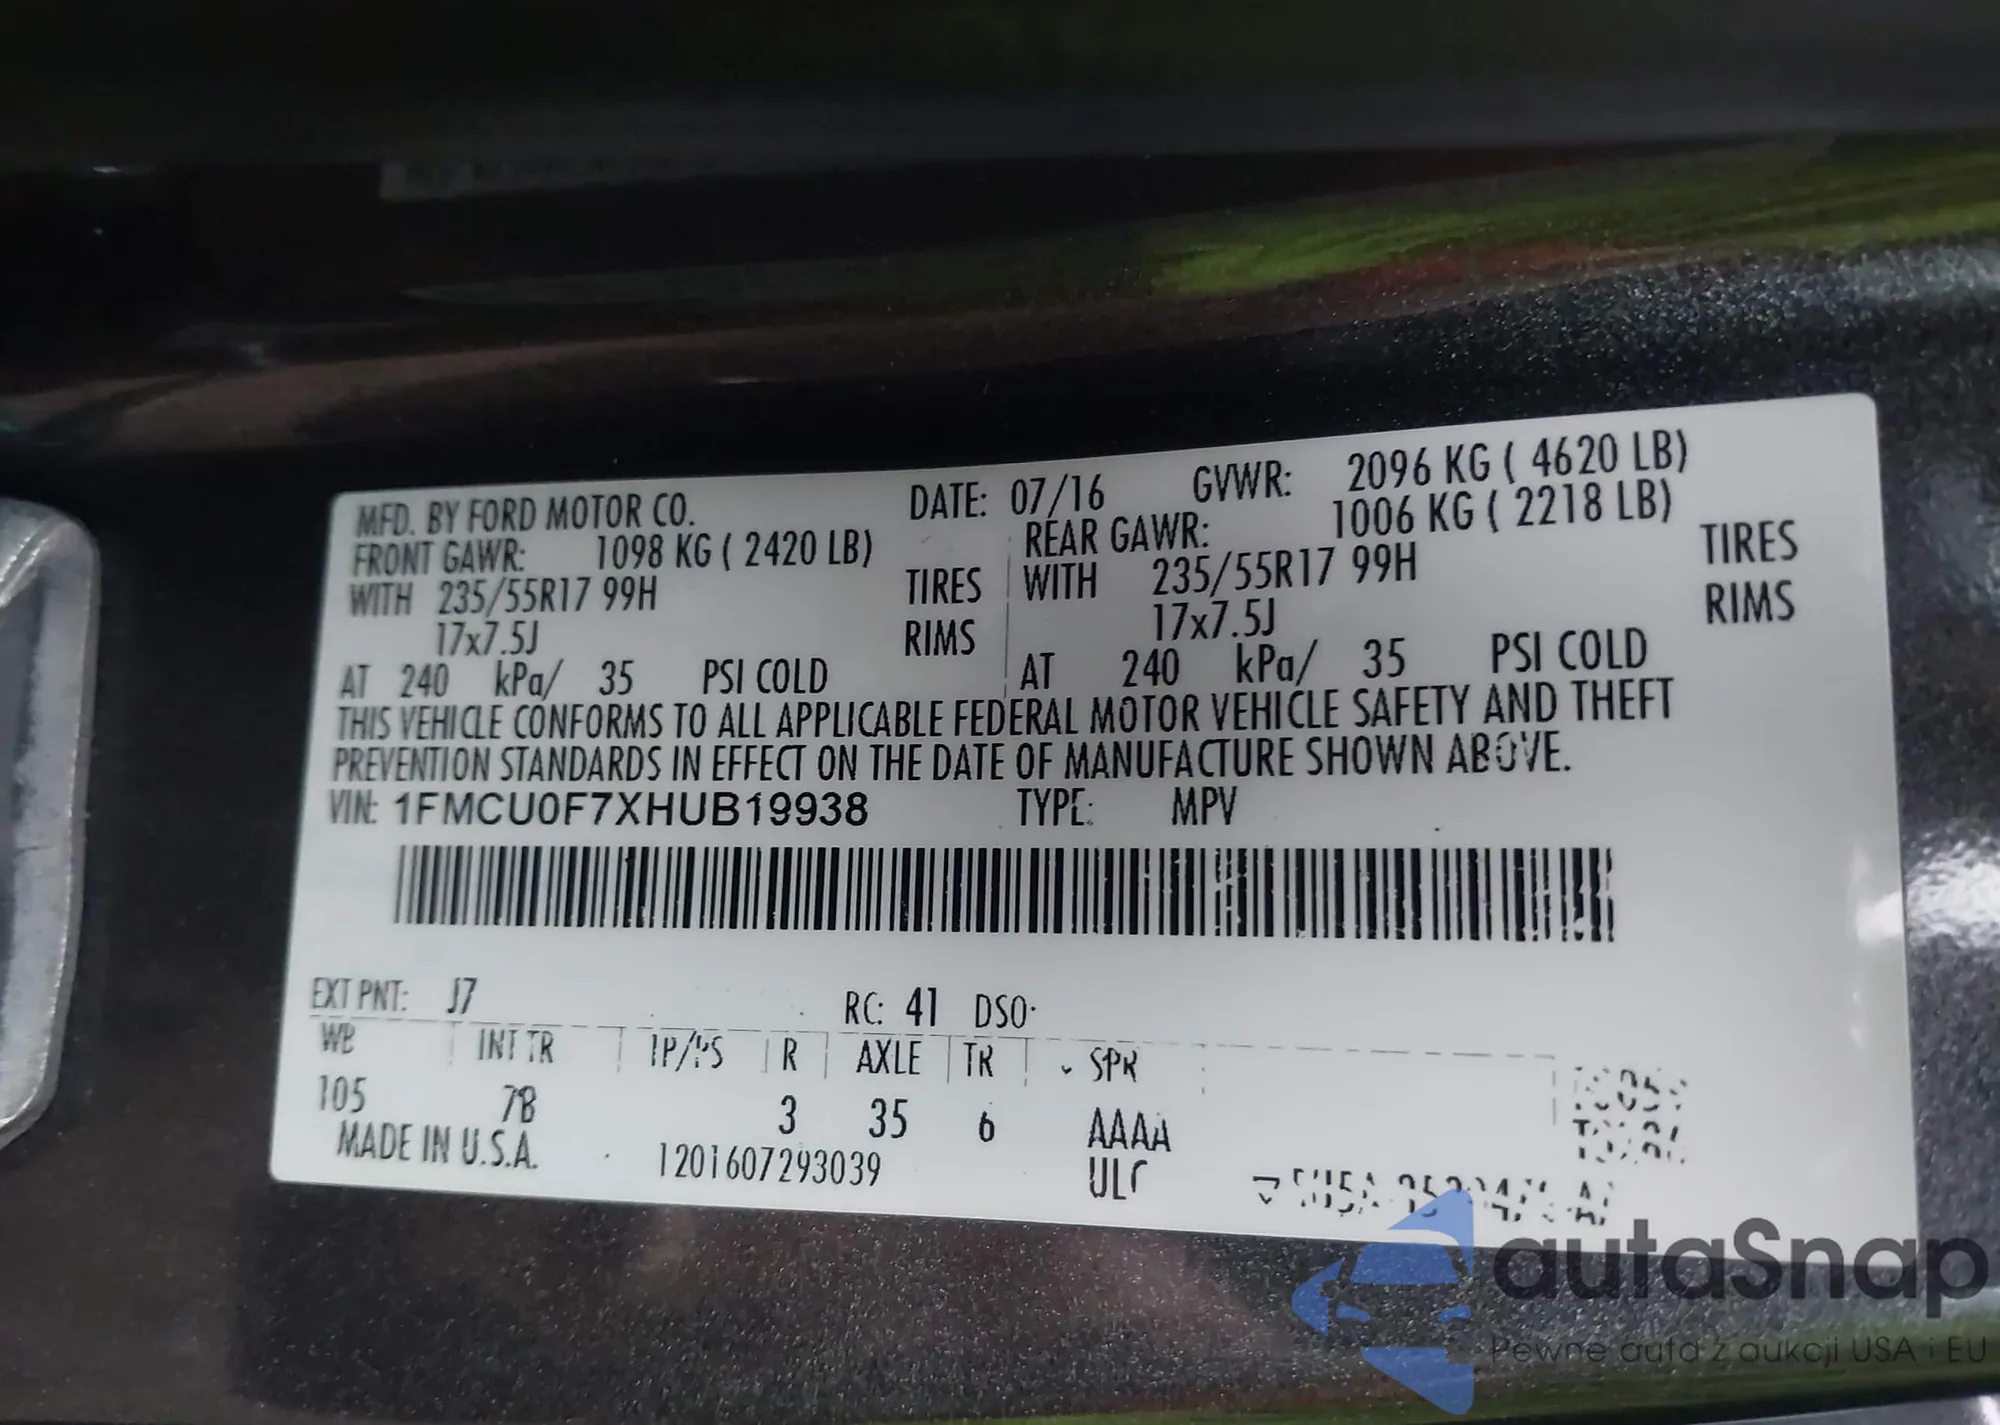 MFD. BY FORD MOTOR CO. DATE: 07/16 GVWR: 2096 KG ( 4620 LB)
FRONT GAWR: 1098 KG ( 2420 LB) REAR GAWR: 1006 KG ( 2218 LB)
WITH 235/55R17 99H TIRES WITH 235/55R17 99H TIRES
17x7.5J RIMS 17x7.5J RIMS
AT 240 kPa/ 35 PSI COLD AT 240 kPa/ 35 PSI COLD
THIS VEHICLE CONFORMS TO ALL APPLICABLE FEDERAL MOTOR VEHICLE SAFETY AND THEFT
PREVENTION STANDARDS IN EFFECT ON THE DATE OF MANUFACTURE SHOWN ABOVE.
VIN: 1FMCU0F7XHUB19938 TYPE: MPV
EXT PNT: J7 RC: 41 DSO:
WB INT TR TP/PS R AXLE TR SPR
105 7B 3 35 6 AAAA
MADE IN U.S.A. 1201607293039 ULC
autaSnap
Pewne auta z aukcji USA i EU